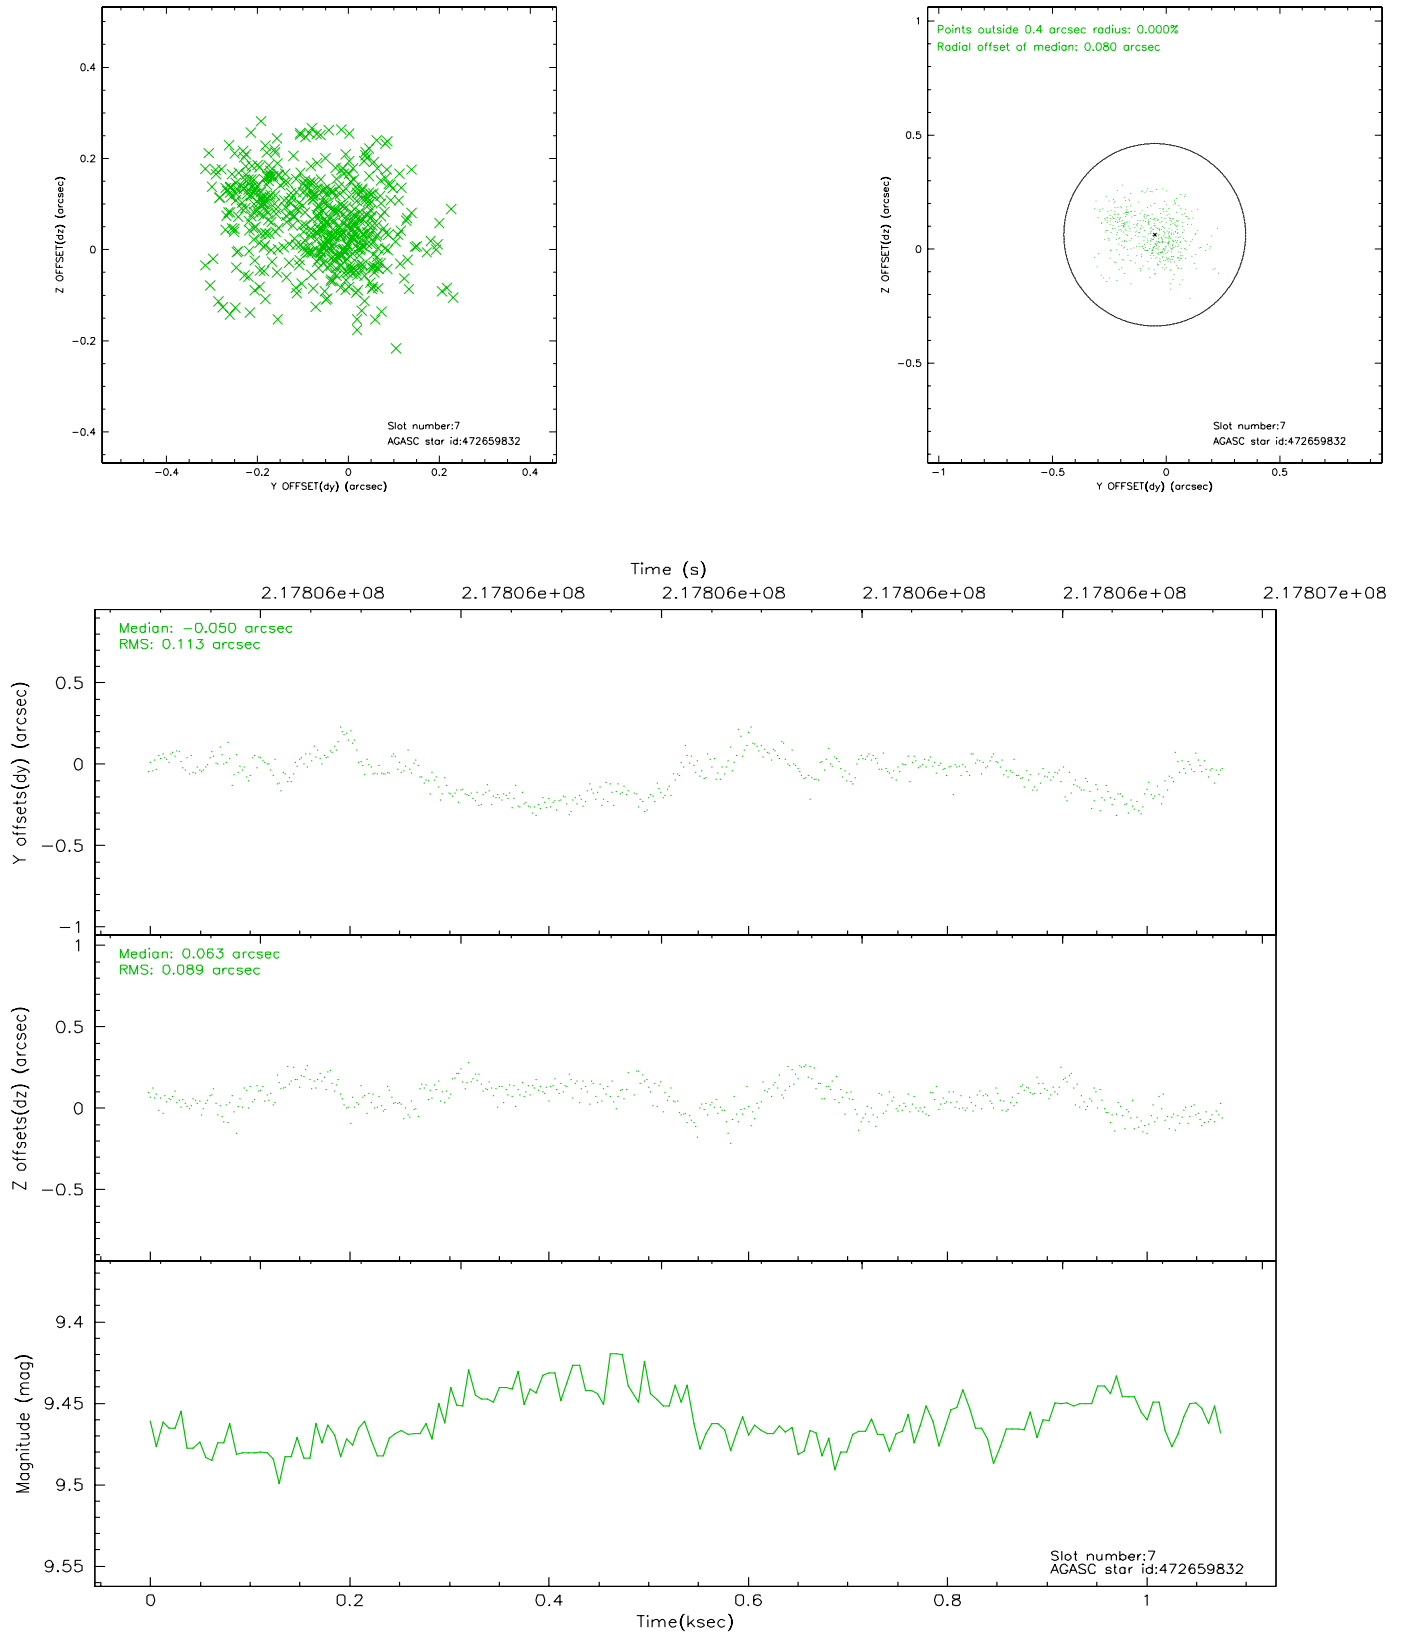 0.4
0.2
0
−0.2
−0.4
Z OFFSET(dz) (arcsec)
Slot number:7
AGASC star id:472659832
−0.4 −0.2 0 0.2 0.4
Y OFFSET(dy) (arcsec)
Points outside 0.4 arcsec radius: 0.000%
Radial offset of median: 0.080 arcsec
1
0.5
0
−0.5
Z OFFSET(dz) (arcsec)
Slot number:7
AGASC star id:472659832
−1 −0.5 0 0.5
Y OFFSET(dy) (arcsec)
Time (s)
2.17806e+08 2.17806e+08 2.17806e+08 2.17806e+08 2.17806e+08 2.17807e+08
Median: −0.050 arcsec
RMS: 0.113 arcsec
0.5
0
−0.5
−1
Y offsets(dy) (arcsec)
Median: 0.063 arcsec
RMS: 0.089 arcsec
1
0.5
0
−0.5
Z offsets(dz) (arcsec)
9.4
9.45
9.5
9.55
Magnitude (mag)
Slot number:7
AGASC star id:472659832
0 0.2 0.4 0.6 0.8 1
Time(ksec)